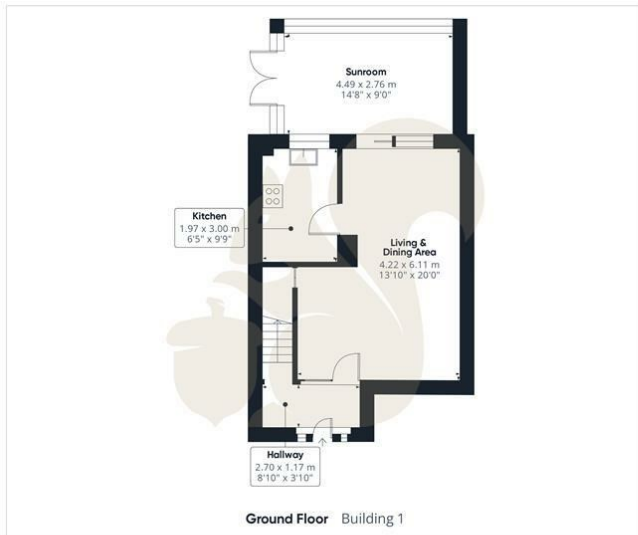 Sunroom
4.49 x 2.76 m
14'8" x 9'0"
Kitchen
1.97 x 3.00 m
6'5" x 9'9"
Living &
Dining Area
4.22 x 6.11 m
13'10" x 20'0"
Hallway
2.70 x 1.17 m
8'10" x 3'10"
Ground Floor Building 1